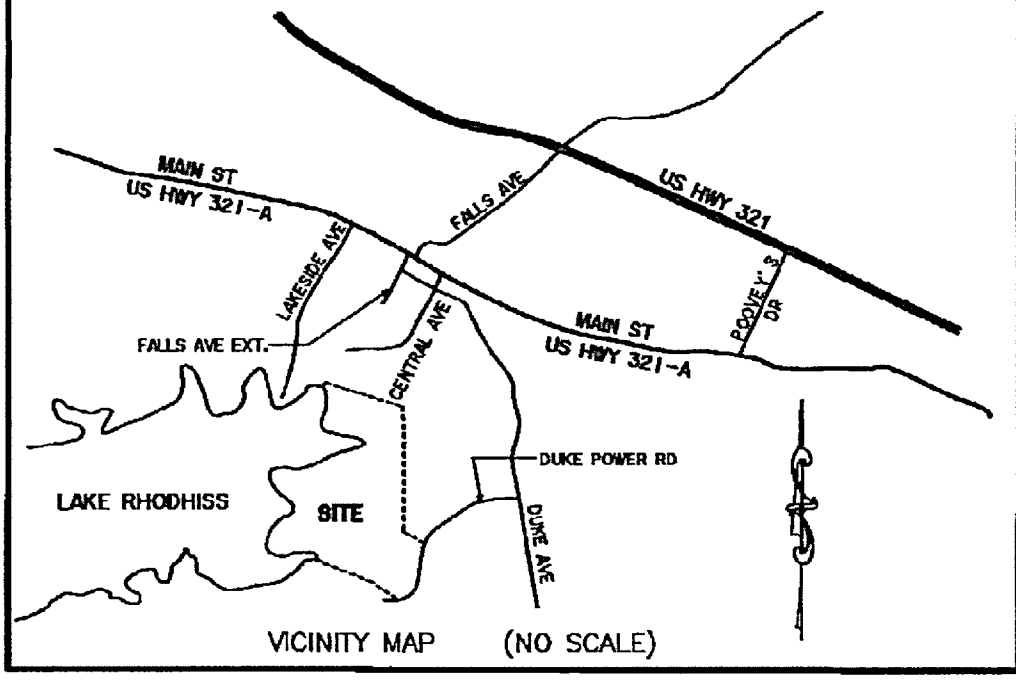 MAIN ST
US HWY 321-A
FALLS AVE
US HWY 321
LAKESIDE AVE
POOVEY'S
DR
FALLS AVE EXT.
CENTRAL AVE
MAIN ST
US HWY 321-A
DUKE POWER RD
LAKE RHODHISS
SITE
DUKE AVE
VICINITY MAP (NO SCALE)